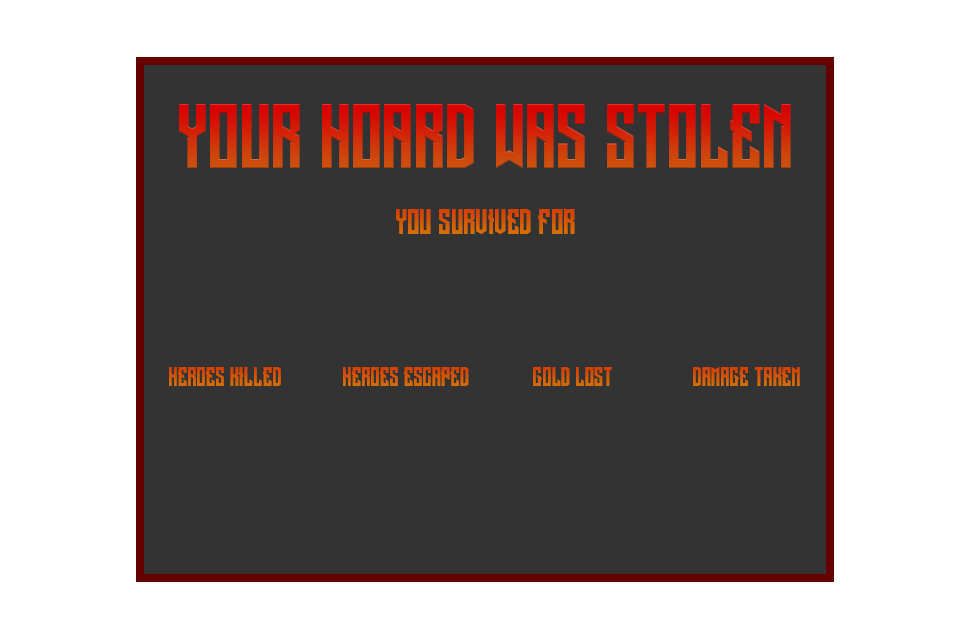 YOUR HOARD WAS STOLEN
YOU SURVIVED FOR
HEROES KILLED HEROES ESCAPED GOLD LOST DAMAGE TAKEN